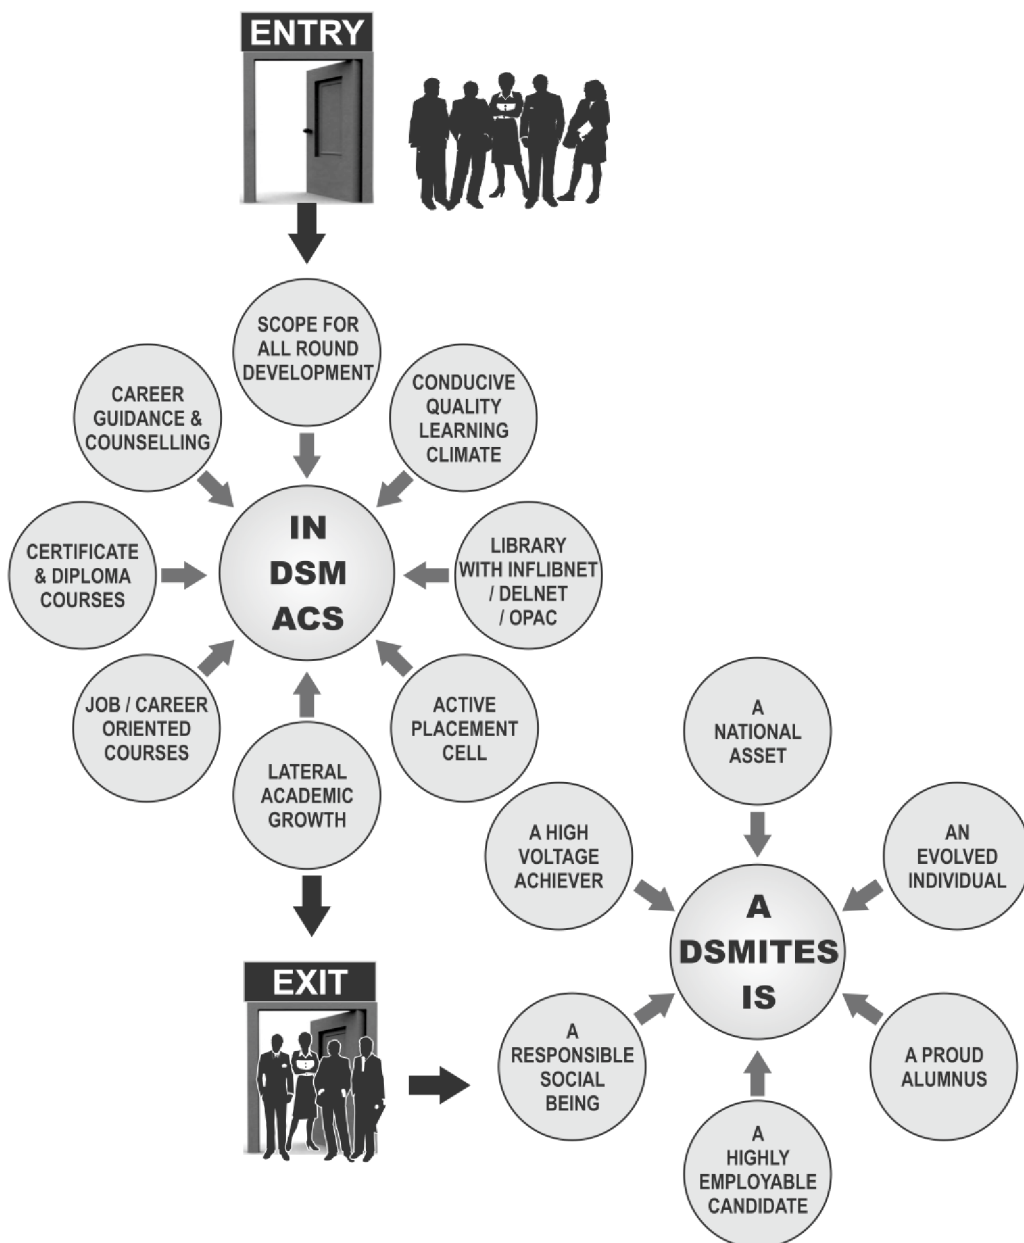 ENTRY
SCOPE FOR
ALL ROUND
DEVELOPMENT
CONDUCIVE
QUALITY
LEARNING
CLIMATE
CAREER
GUIDANCE &
COUNSELLING
IN
DSM
ACS
LIBRARY
WITH INFLIBNET
/ DELNET
/ OPAC
CERTIFICATE
& DIPLOMA
COURSES
JOB / CAREER
ORIENTED
COURSES
ACTIVE
PLACEMENT
CELL
LATERAL
ACADEMIC
GROWTH
EXIT
A
NATIONAL
ASSET
A HIGH
VOLTAGE
ACHIEVER
AN
EVOLVED
INDIVIDUAL
A
DSMITES
IS
A
RESPONSIBLE
SOCIAL
BEING
A PROUD
ALUMNUS
A
HIGHLY
EMPLOYABLE
CANDIDATE